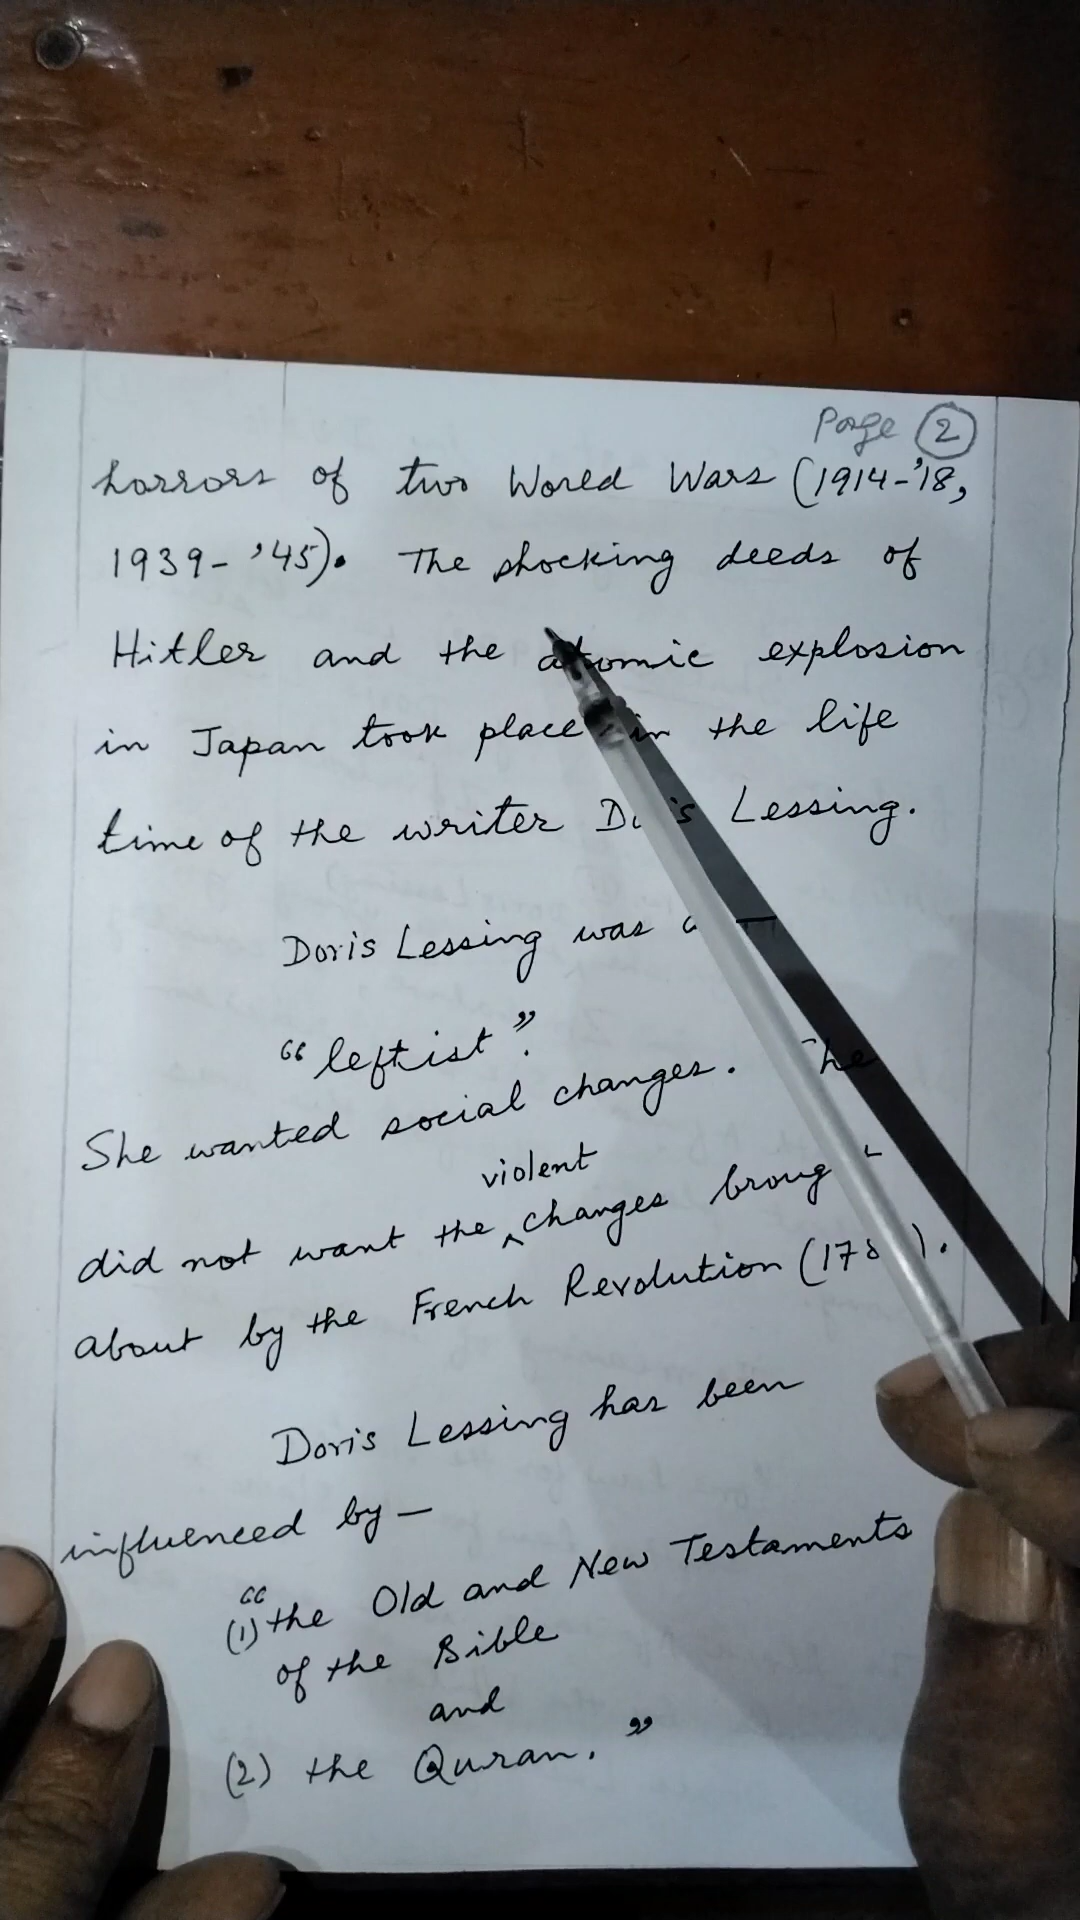 Page 2
horrors of two World Wars (1914-'18,
1939-'45). The shocking deeds of
Hitler and the atomic explosion
in Japan took place in the life
time of the writer Lessing.
Doris Lessing was a
"leftist".
She wanted social changes.
violent
did not want the ^ changes
about by the French Revolution
Doris Lessing has been
influenced by-
"
(1) the Old and New Testaments
of the Bible
and
(2) the Quran."